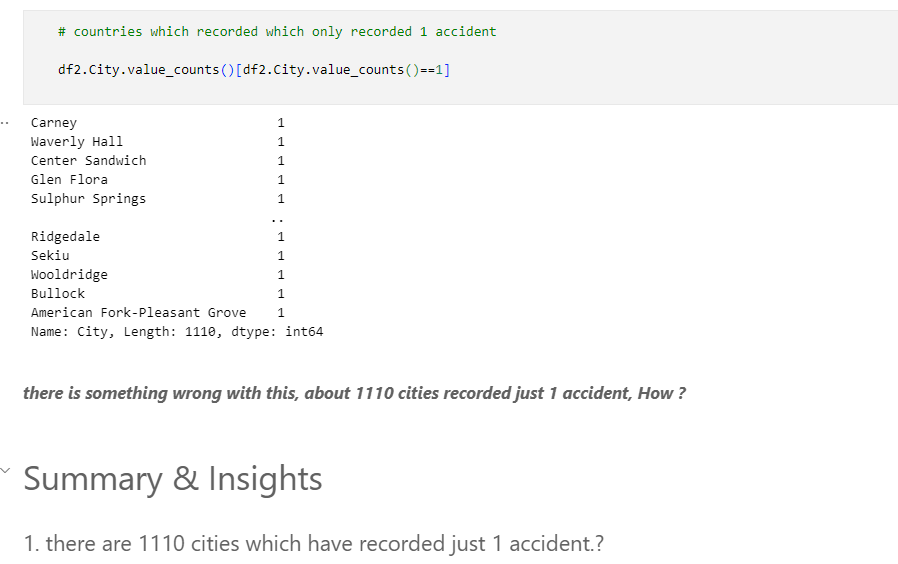 # countries which recorded which only recorded 1 accident
df2.City.value_counts()[df2.City.value_counts()==1]
..
Carney 1
Waverly Hall 1
Center Sandwich 1
Glen Flora 1
Sulphur Springs 1
..
Ridgedale 1
Sekiu 1
Wooldridge 1
Bullock 1
American Fork-Pleasant Grove 1
Name: City, Length: 1110, dtype: int64
there is something wrong with this, about 1110 cities recorded just 1 accident, How ?
Summary & Insights
1. there are 1110 cities which have recorded just 1 accident.?